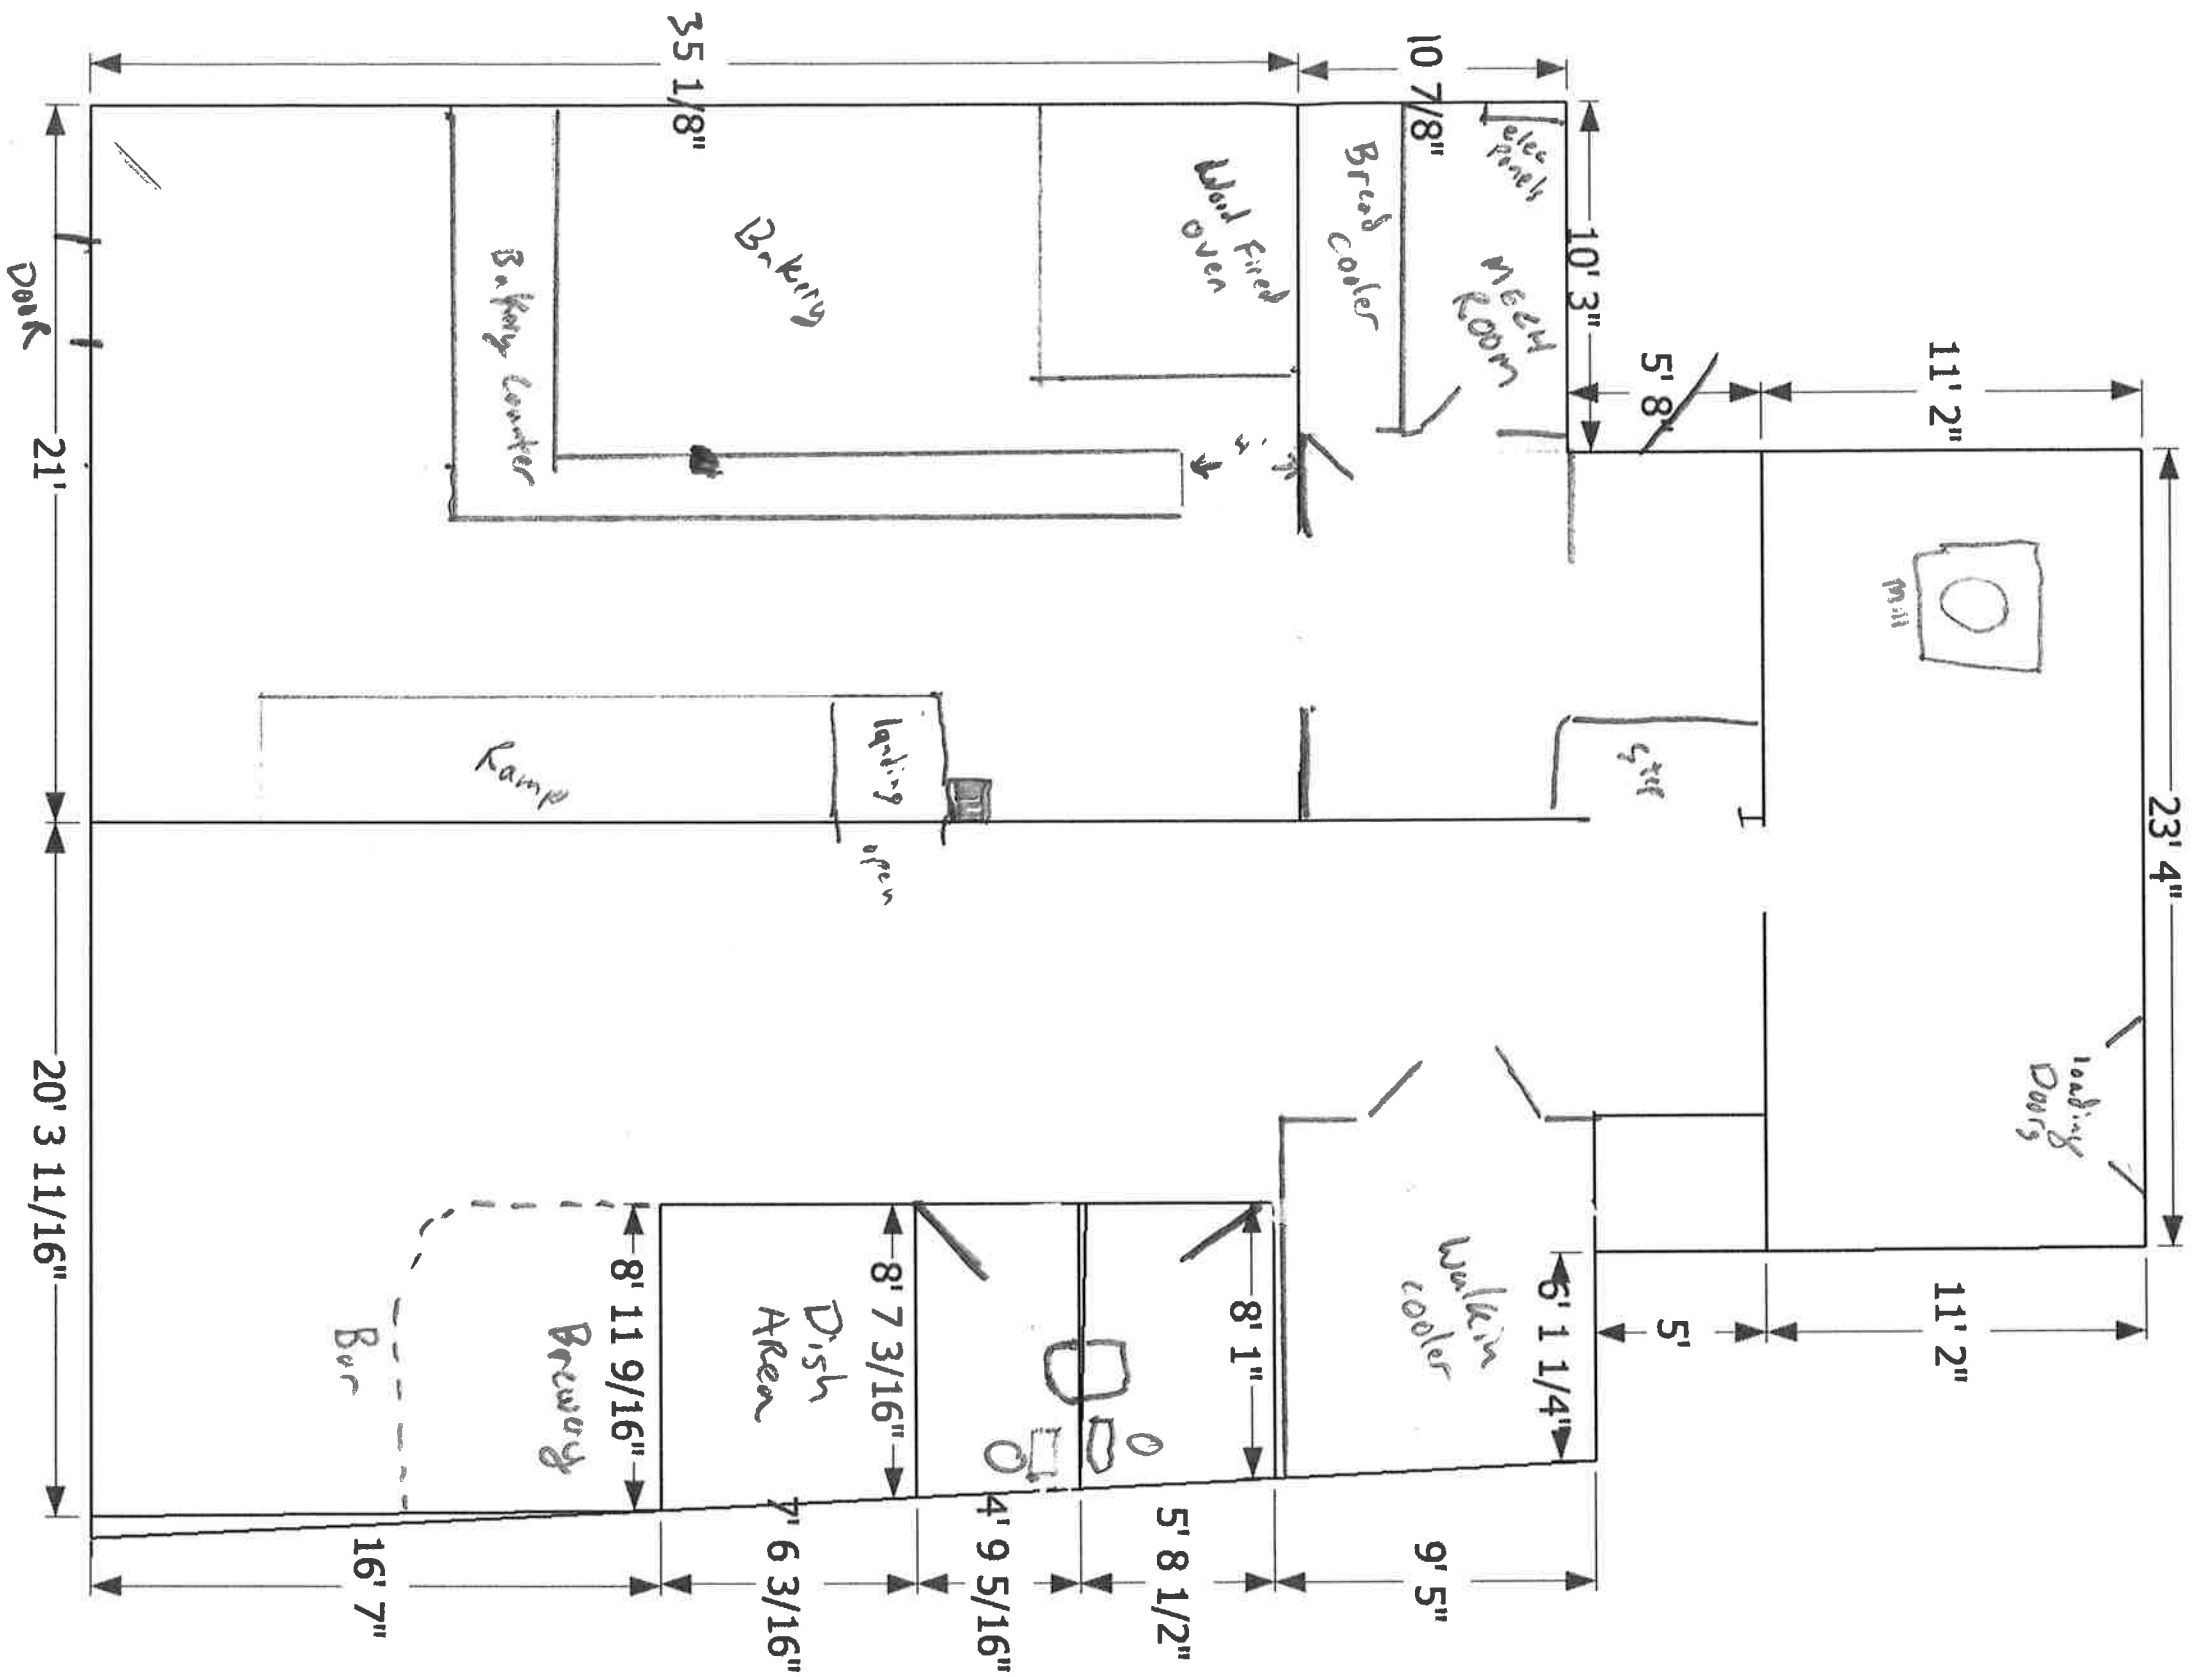 35 1/8"
10 7/8"
elec
panels
Bread
cooler
Wood Fired
oven
Bakery
Bakery Counter
MECH
ROOM
10' 3"
5' 8"
11' 2"
DOOR
21'
Mill
23' 4"
Ramp
landing
open
loading
Doors
20' 3 11/16"
Bar
Brewery
8' 11 9/16"
Dish
AREA
8' 7 3/16"
8' 1"
Walkin
cooler
6' 1 1/4"
5'
11' 2"
16' 7"
7' 6 3/16"
4' 9 5/16"
5' 8 1/2"
9' 5"